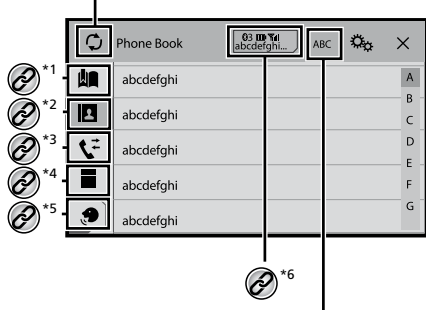 Phone Book
03
abcdefghi...
ABC
*1
abcdefghi
A
B
*2
abcdefghi
C
*3
abcdefghi
D
E
*4
abcdefghi
F
G
*5
abcdefghi
*6